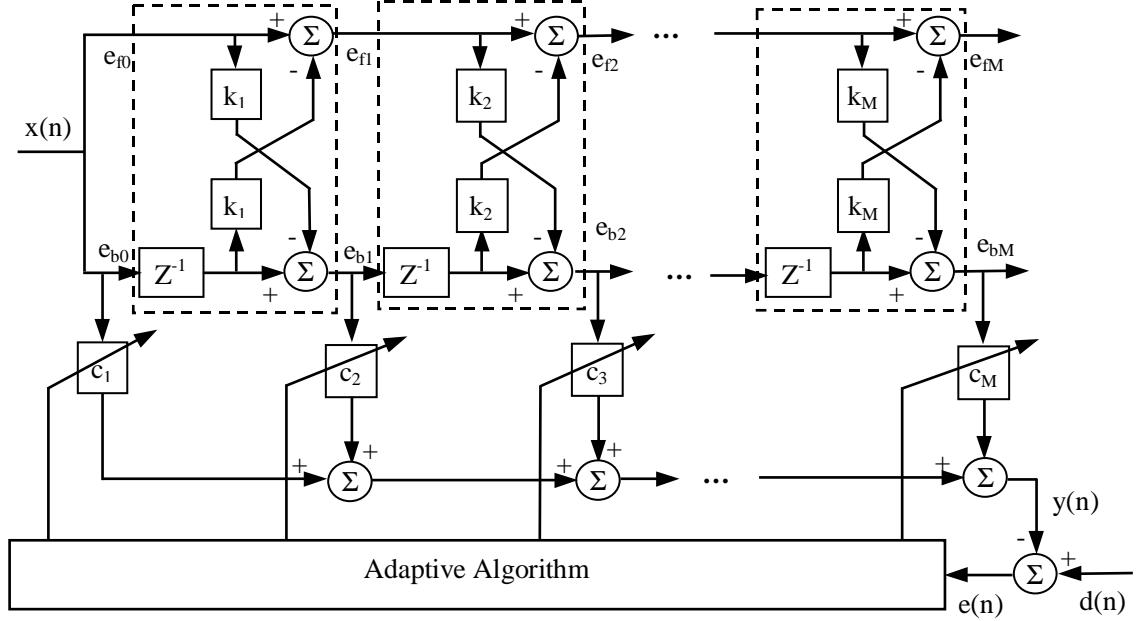 + Σ + Σ ... + Σ
e_f0 e_f1 e_f2 e_fM
- - -
k_1 k_2 k_M
x(n)
k_1 k_2 k_M
- - -
e_b0 e_b1 e_b2 e_bM
Z^-1 Σ Z^-1 Σ ... Z^-1 Σ
+ + +
c_1 c_2 c_3 c_M
+ + + + +
Σ Σ ... Σ
y(n)
-
Adaptive Algorithm Σ +
e(n) d(n)